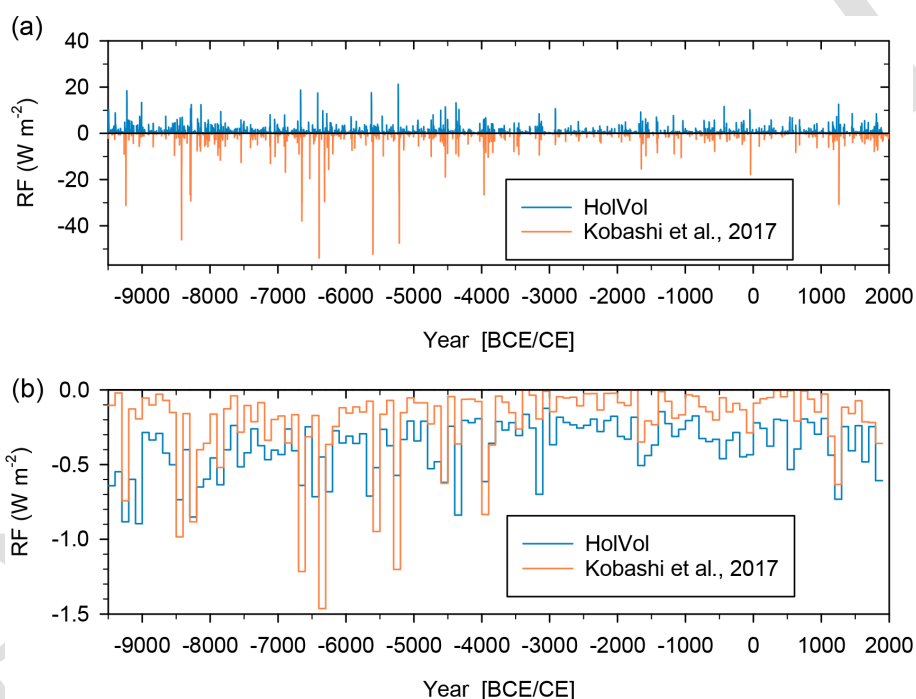 (a)
40
20
0
-20
-40
RF (W m-2)
HolVol
Kobashi et al., 2017
-9000 -8000 -7000 -6000 -5000 -4000 -3000 -2000 -1000 0 1000 2000
Year [BCE/CE]
(b)
0.0
-0.5
-1.0
-1.5
RF (W m-2)
HolVol
Kobashi et al., 2017
-9000 -8000 -7000 -6000 -5000 -4000 -3000 -2000 -1000 0 1000 2000
Year [BCE/CE]